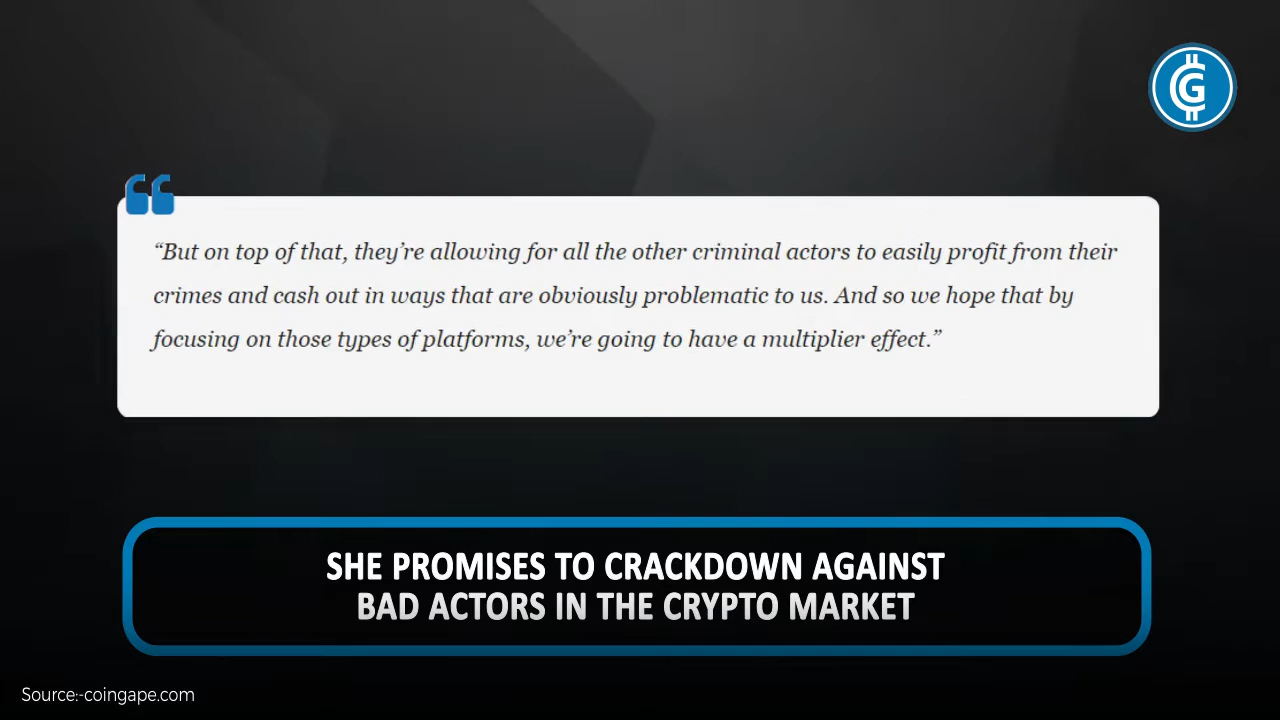 “But on top of that, they’re allowing for all the other criminal actors to easily profit from their
crimes and cash out in ways that are obviously problematic to us. And so we hope that by
focusing on those types of platforms, we’re going to have a multiplier effect.”
SHE PROMISES TO CRACKDOWN AGAINST
BAD ACTORS IN THE CRYPTO MARKET
Source:-coingape.com